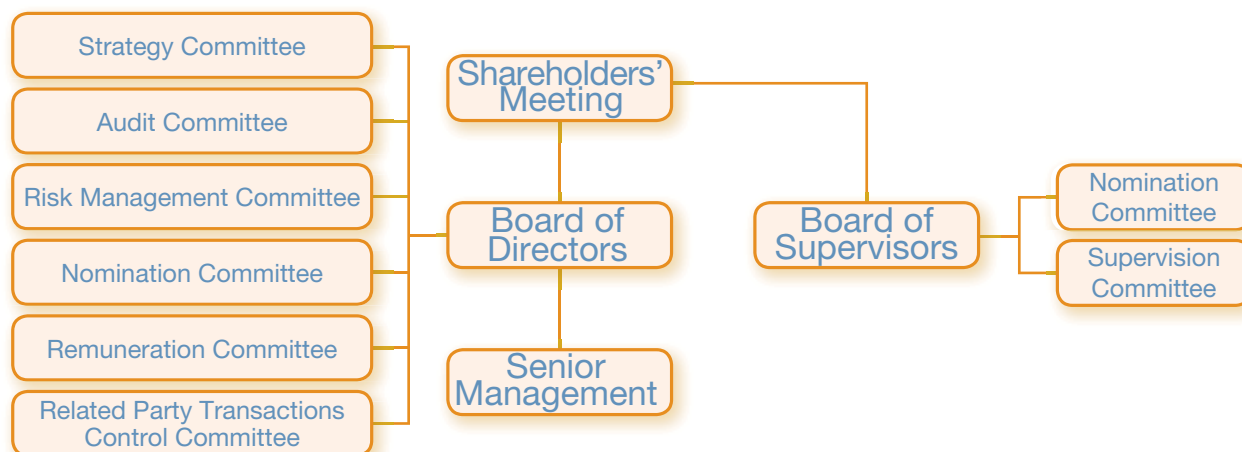 Strategy Committee
Audit Committee
Risk Management Committee
Nomination Committee
Remuneration Committee
Related Party Transactions
Control Committee
Shareholders’
Meeting
Board of
Directors
Senior
Management
Board of
Supervisors
Nomination
Committee
Supervision
Committee